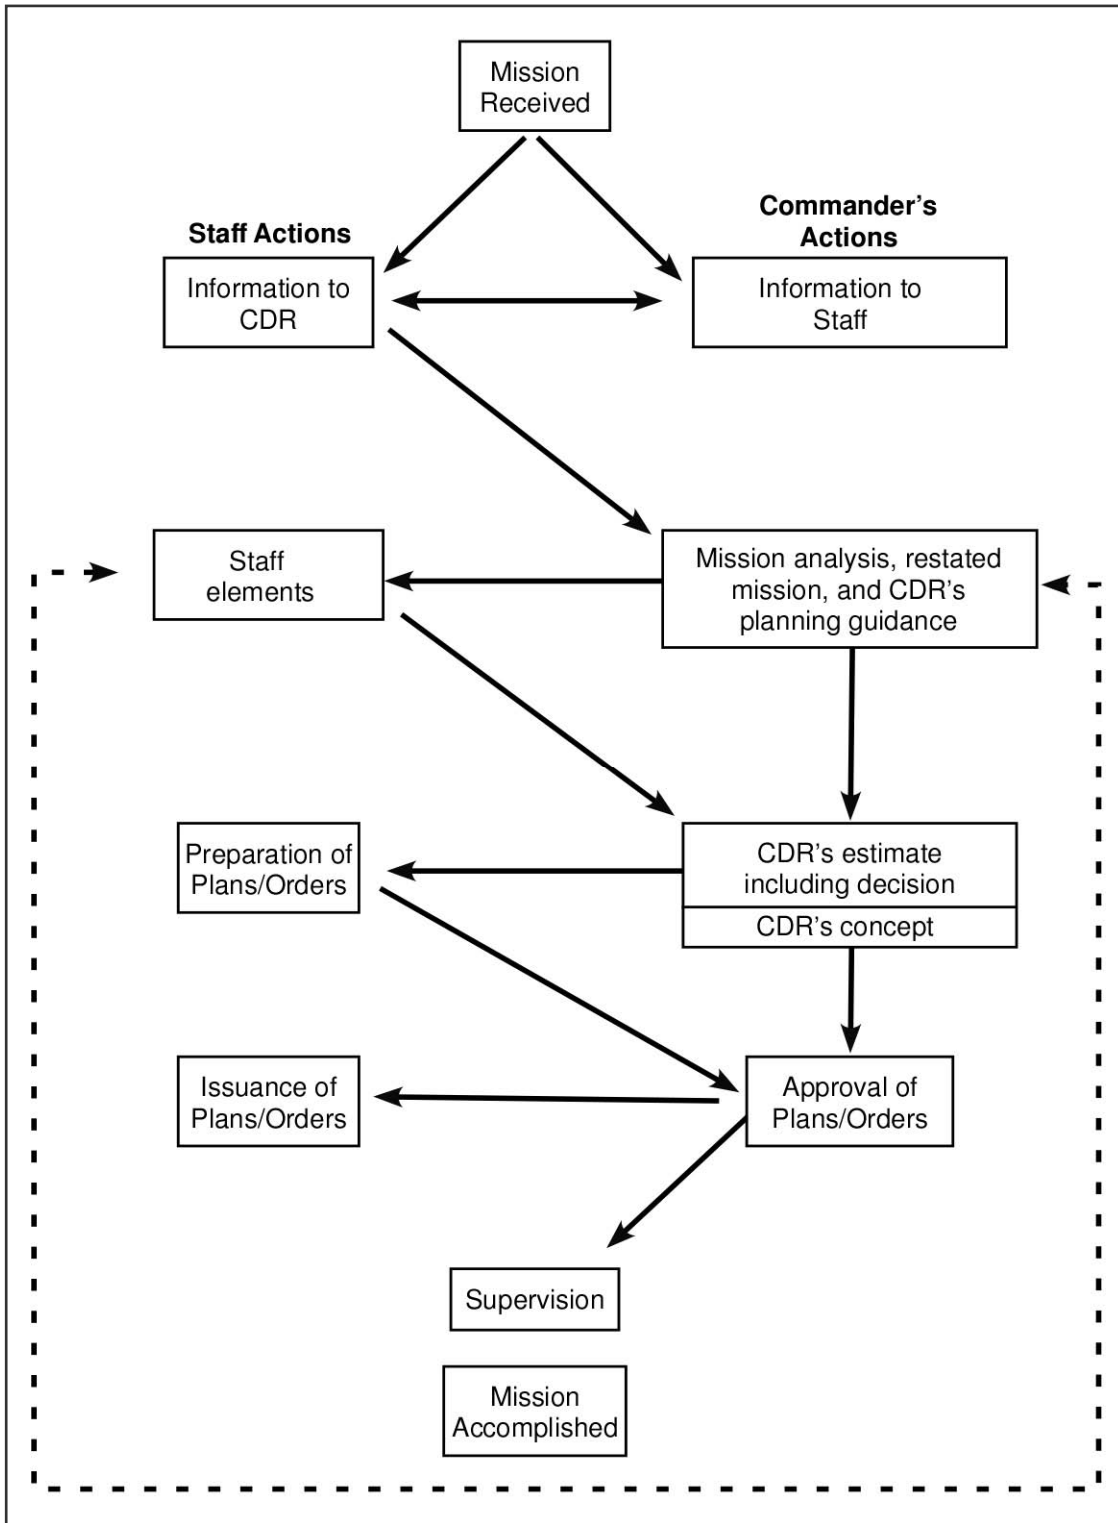 Mission
Received
Staff Actions
Commander's
Actions
Information to
CDR
Information to
Staff
Staff
elements
Mission analysis, restated
mission, and CDR's
planning guidance
Preparation of
Plans/Orders
CDR's estimate
including decision
CDR's concept
Issuance of
Plans/Orders
Approval of
Plans/Orders
Supervision
Mission
Accomplished